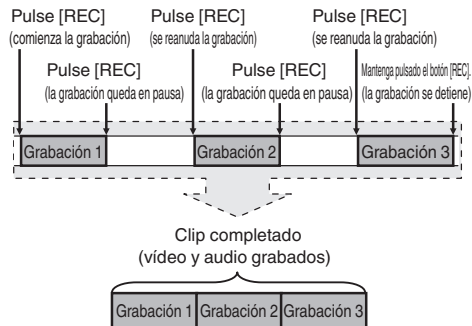 Pulse [REC]
(comienza la grabación)
Pulse [REC]
(se reanuda la grabación)
Pulse [REC]
(se reanuda la grabación)
Pulse [REC]
(la grabación queda en pausa)
Pulse [REC]
(la grabación queda en pausa)
Mantenga pulsado el botón [REC].
(la grabación se detiene)
Grabación 1
Grabación 2
Grabación 3
Clip completado
(vídeo y audio grabados)
Grabación 1
Grabación 2
Grabación 3